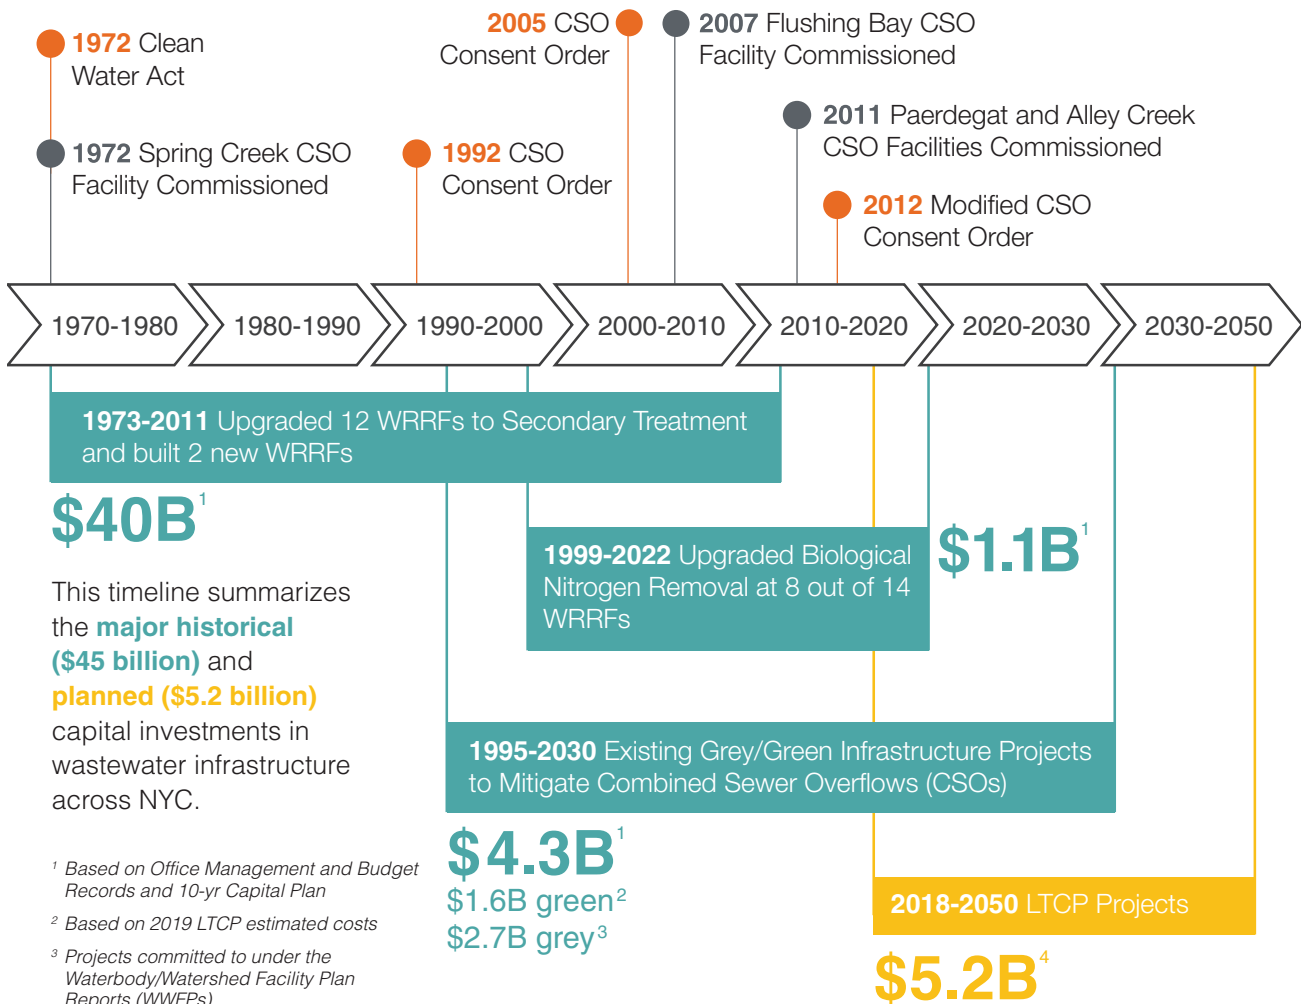 1972 Clean
Water Act
1972 Spring Creek CSO
Facility Commissioned
1992 CSO
Consent Order
2005 CSO
Consent Order
2007 Flushing Bay CSO
Facility Commissioned
2011 Paerdegat and Alley Creek
CSO Facilities Commissioned
2012 Modified CSO
Consent Order
1970-1980
1980-1990
1990-2000
2000-2010
2010-2020
2020-2030
2030-2050
1973-2011 Upgraded 12 WRRFs to Secondary Treatment
and built 2 new WRRFs
$40B¹
1999-2022 Upgraded Biological
Nitrogen Removal at 8 out of 14
WRRFs
$1.1B¹
This timeline summarizes
the major historical
($45 billion) and
planned ($5.2 billion)
capital investments in
wastewater infrastructure
across NYC.
1995-2030 Existing Grey/Green Infrastructure Projects
to Mitigate Combined Sewer Overflows (CSOs)
$4.3B¹
$1.6B green²
$2.7B grey³
2018-2050 LTCP Projects
$5.2B⁴
¹ Based on Office Management and Budget
Records and 10-yr Capital Plan
² Based on 2019 LTCP estimated costs
³ Projects committed to under the
Waterbody/Watershed Facility Plan
Reports (WWFPs)